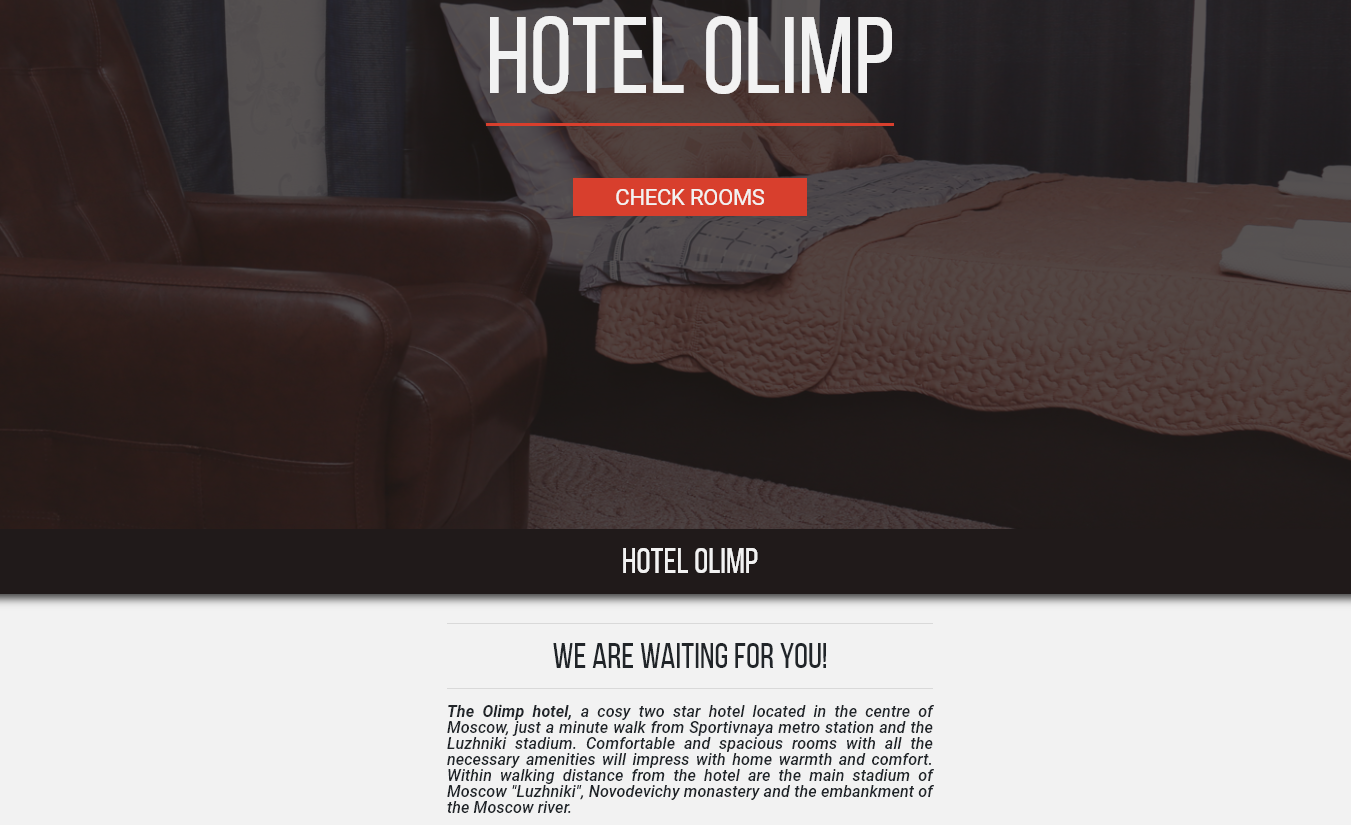 HOTEL OLIMP
CHECK ROOMS
HOTEL OLIMP
WE ARE WAITING FOR YOU!
The Olimp hotel, a cosy two star hotel located in the centre of
Moscow, just a minute walk from Sportivnaya metro station and the
Luzhniki stadium. Comfortable and spacious rooms with all the
necessary amenities will impress with home warmth and comfort.
Within walking distance from the hotel are the main stadium of
Moscow "Luzhniki", Novodevichy monastery and the embankment of
the Moscow river.